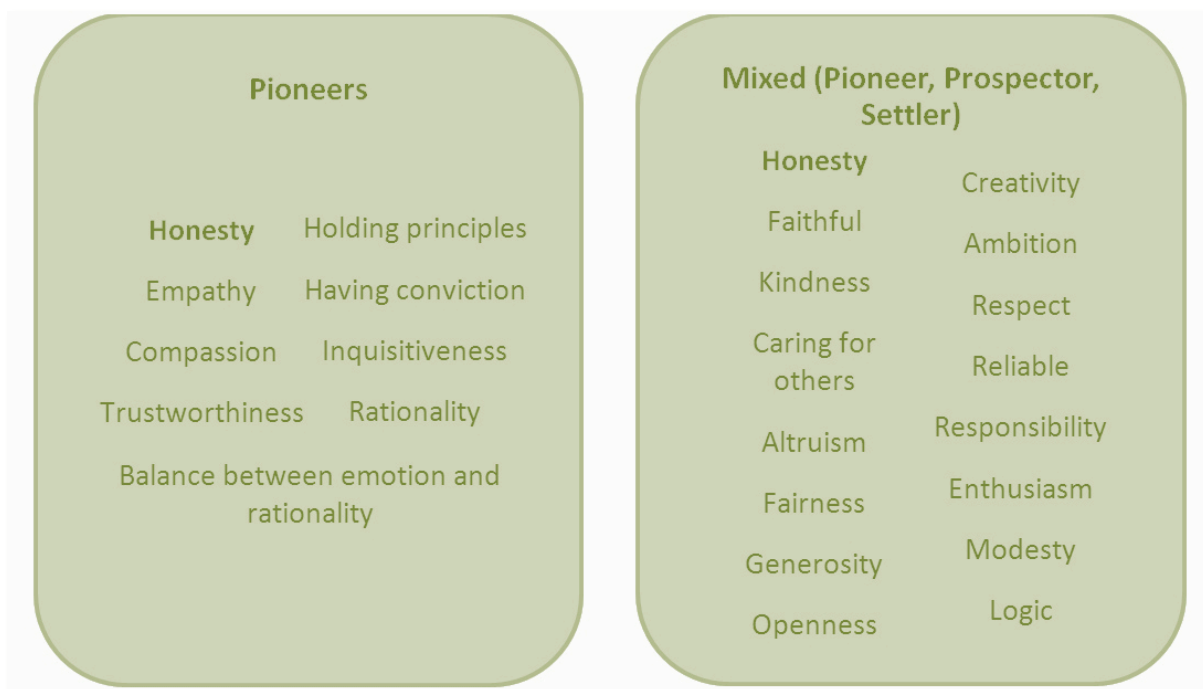 Pioneers
Honesty
Holding principles
Empathy
Having conviction
Compassion
Inquisitiveness
Trustworthiness
Rationality
Balance between emotion and
rationality
Mixed (Pioneer, Prospector,
Settler)
Honesty
Faithful
Kindness
Caring for
others
Altruism
Fairness
Generosity
Openness
Creativity
Ambition
Respect
Reliable
Responsibility
Enthusiasm
Modesty
Logic